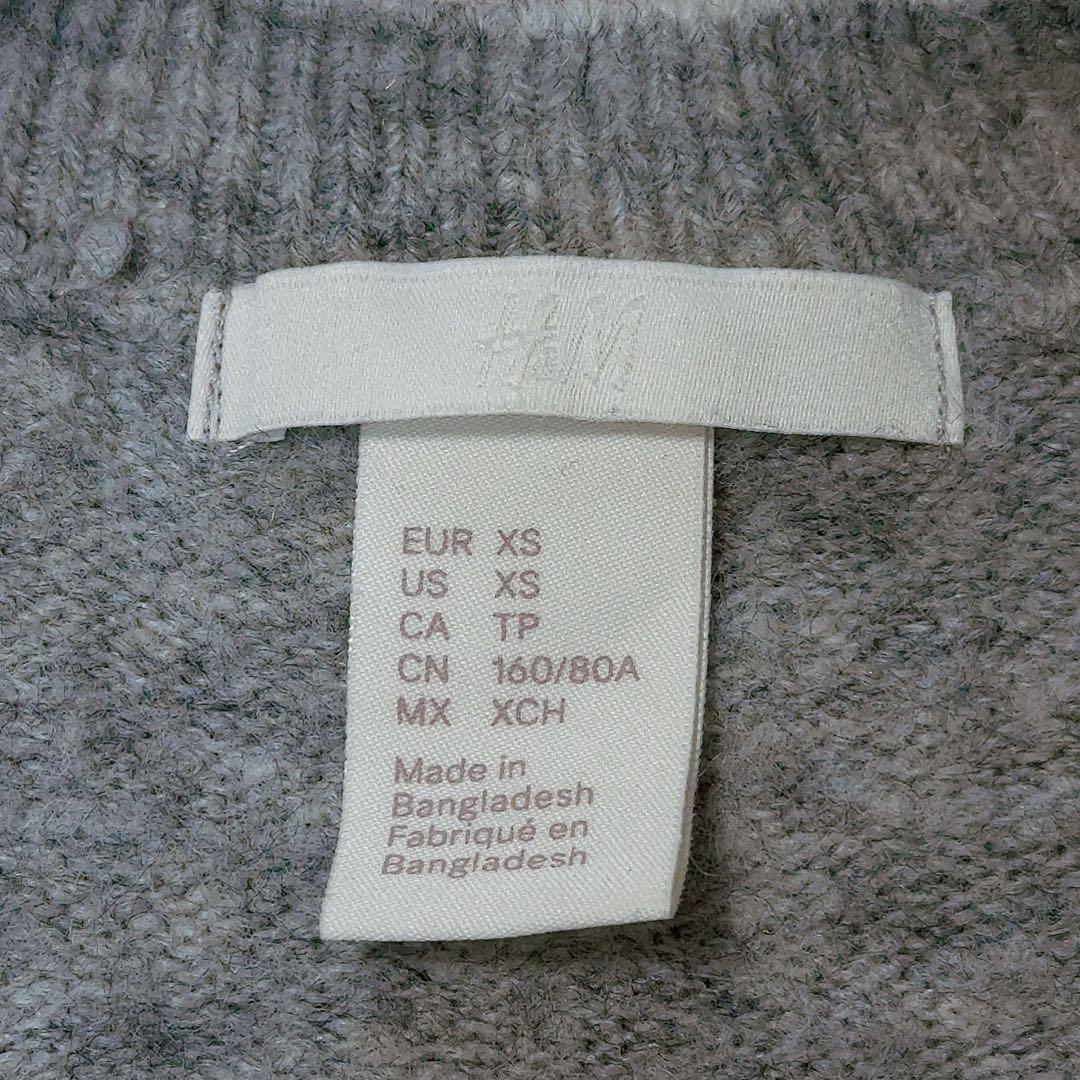 H&M
EUR XS
US XS
CA TP
CN 160/80A
MX XCH
Made in
Bangladesh
Fabriqué en
Bangladesh